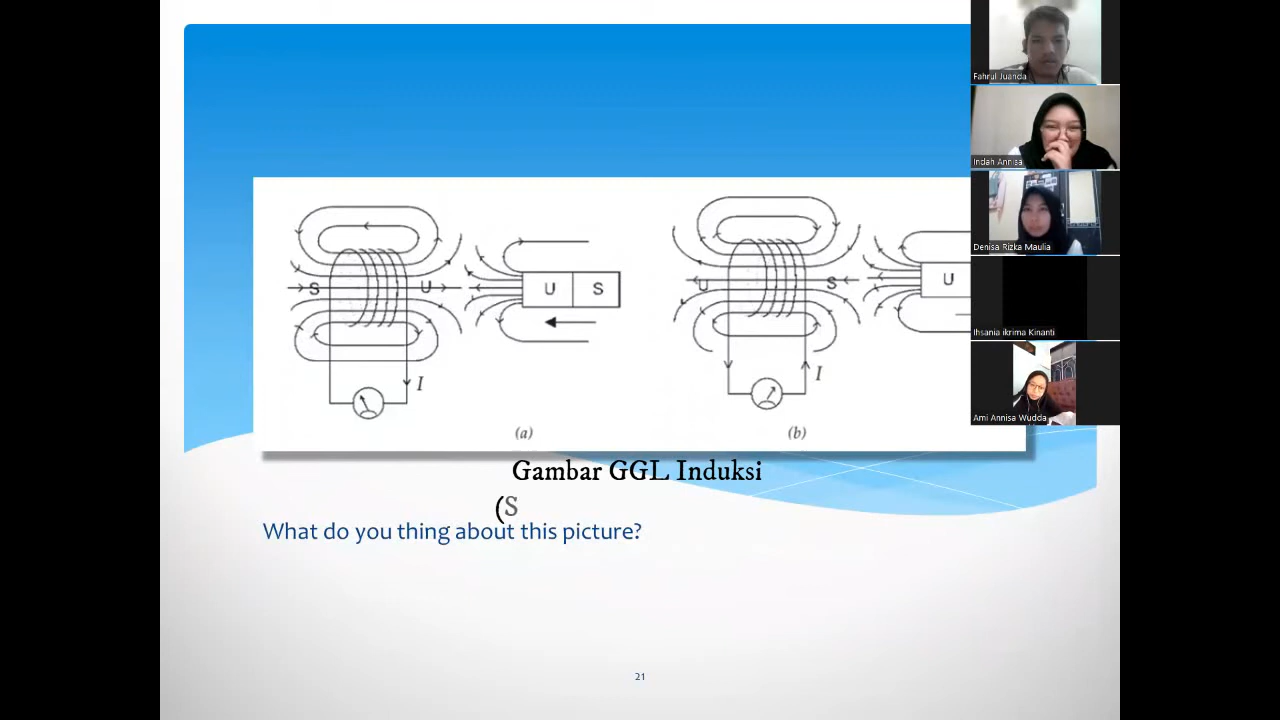 Fahrul Juanda
Indah Annisa
Denisa Rizka Maulia
Ihsania ikrima Kinanti
Ami Annisa Wudda
S U U S
U S U
I
I
(a) (b)
Gambar GGL Induksi
(S
What do you thing about this picture?
21